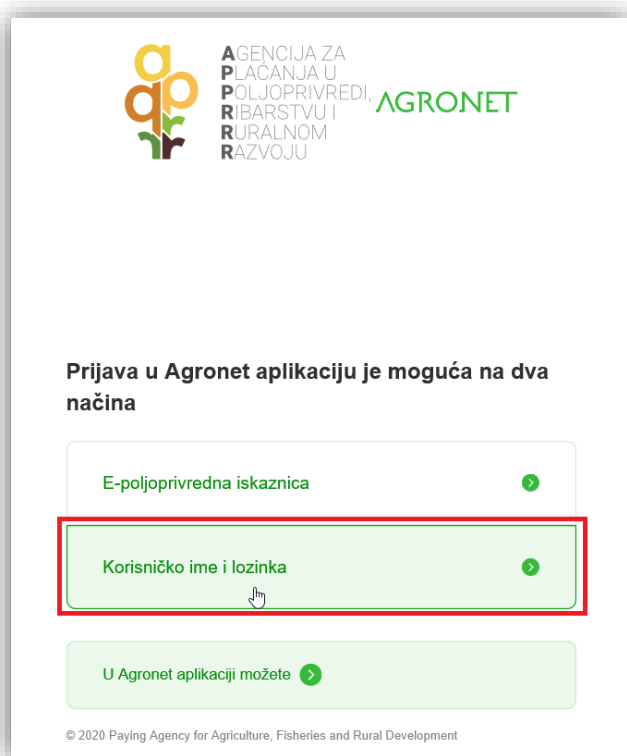 AGENCIJA ZA
PLAĆANJA U
POLJOPRIVREDI,
RIBARSTVU I
RURALNOM
RAZVOJU
AGRONET
Prijava u Agronet aplikaciju je moguća na dva
načina
E-poljoprivredna iskaznica
Korisničko ime i lozinka
U Agronet aplikaciji možete
© 2020 Paying Agency for Agriculture, Fisheries and Rural Development